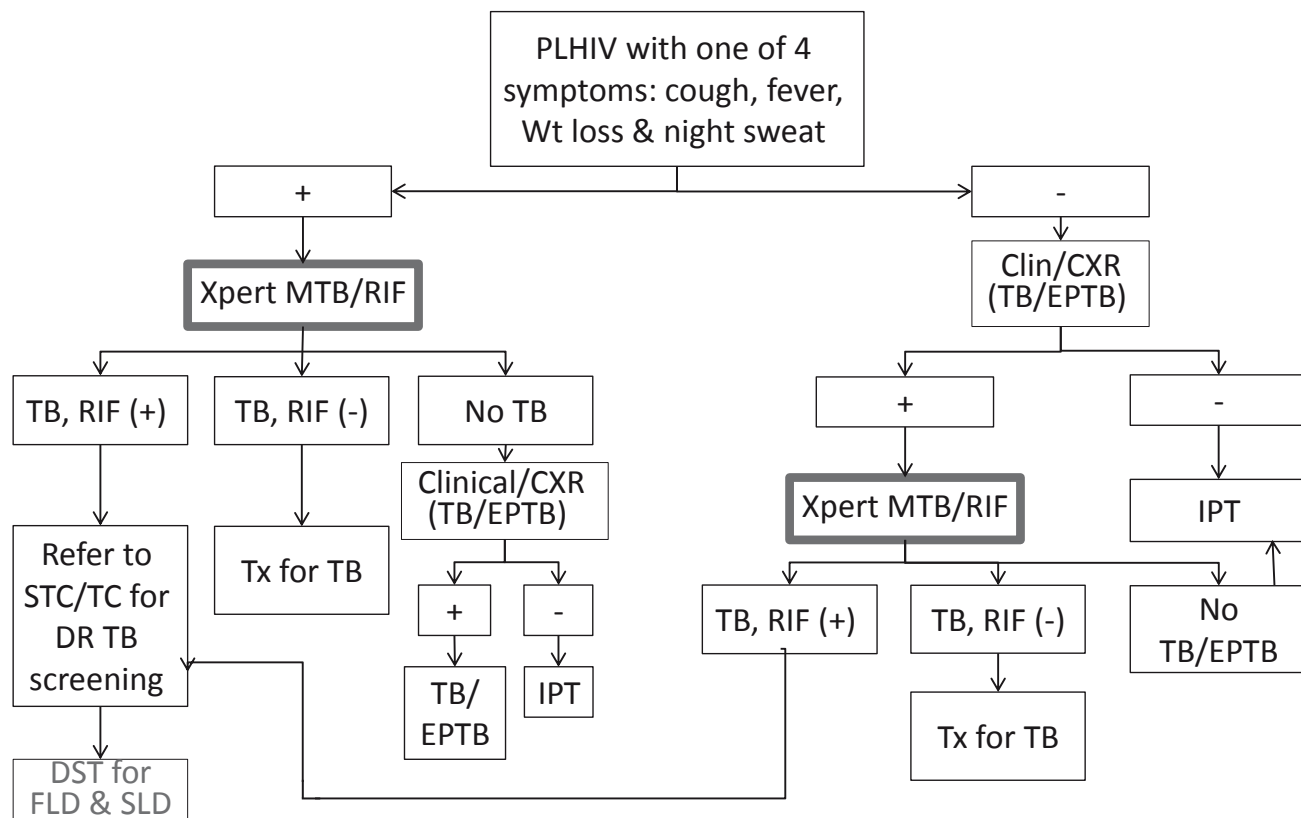 PLHIV with one of 4
symptoms: cough, fever,
Wt loss & night sweat
+
-
Xpert MTB/RIF
Clin/CXR
(TB/EPTB)
TB, RIF (+)
TB, RIF (-)
No TB
+
-
Clinical/CXR
(TB/EPTB)
Xpert MTB/RIF
IPT
Refer to
STC/TC for
DR TB
screening
Tx for TB
+
-
TB, RIF (+)
TB, RIF (-)
No
TB/EPTB
TB/
EPTB
IPT
Tx for TB
DST for
FLD & SLD